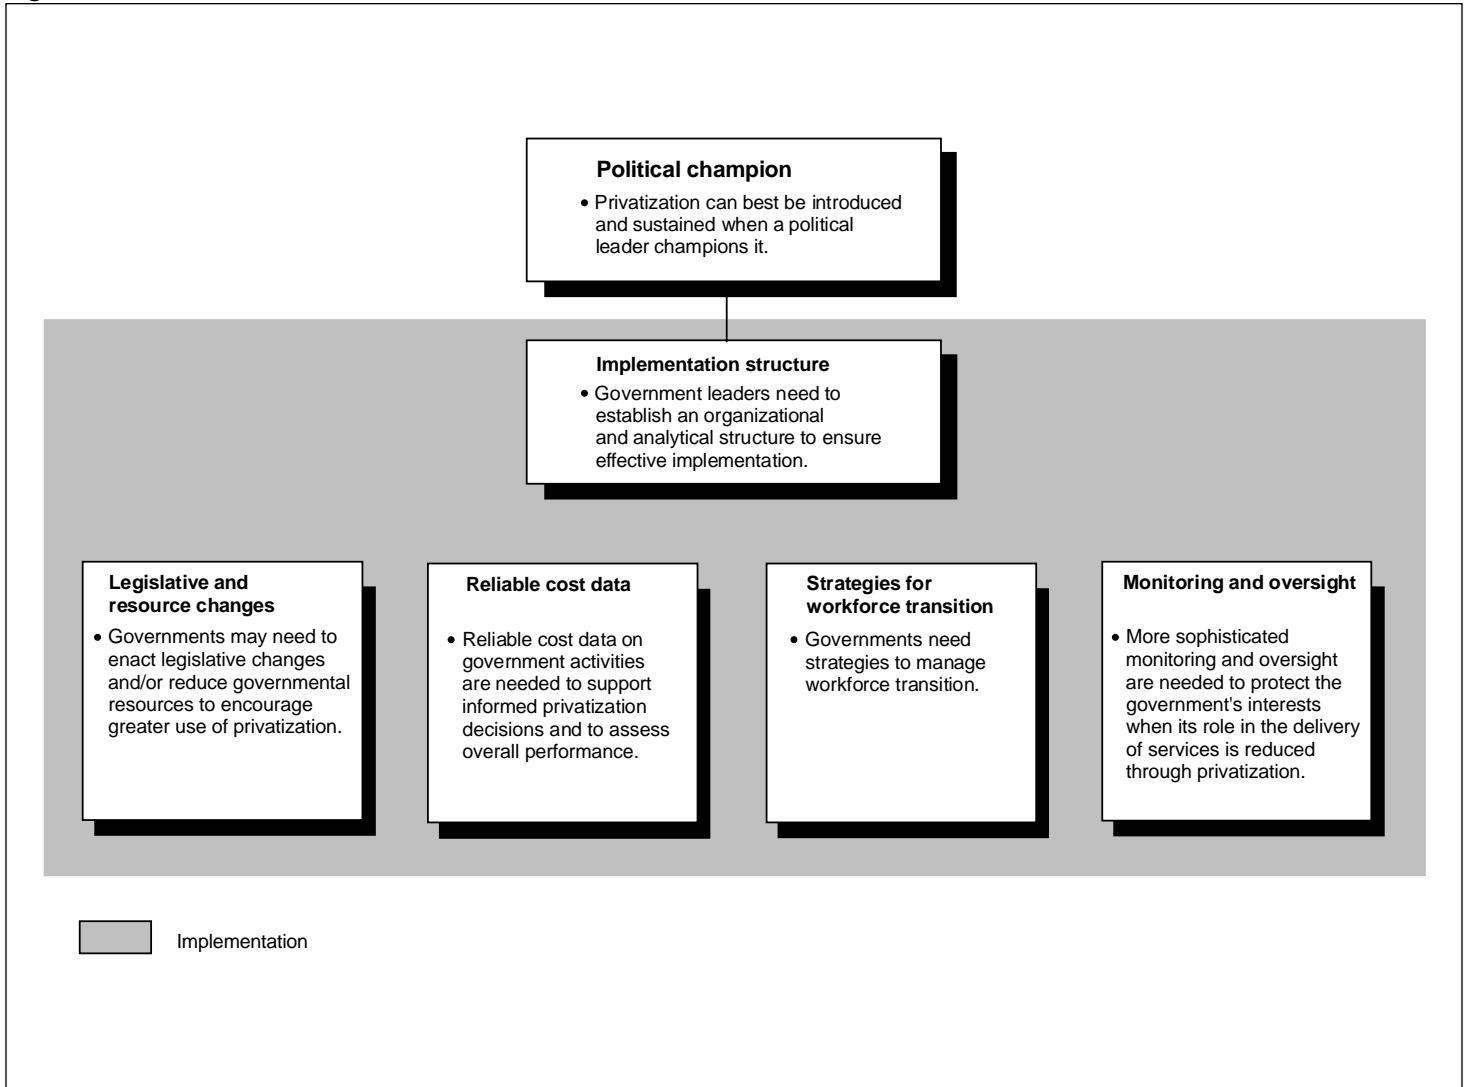 Political champion
• Privatization can best be introduced
and sustained when a political
leader champions it.
Implementation structure
• Government leaders need to
establish an organizational
and analytical structure to ensure
effective implementation.
Legislative and
resource changes
• Governments may need to
enact legislative changes
and/or reduce governmental
resources to encourage
greater use of privatization.
Reliable cost data
• Reliable cost data on
government activities
are needed to support
informed privatization
decisions and to assess
overall performance.
Strategies for
workforce transition
• Governments need
strategies to manage
workforce transition.
Monitoring and oversight
• More sophisticated
monitoring and oversight
are needed to protect the
government's interests
when its role in the delivery
of services is reduced
through privatization.
Implementation